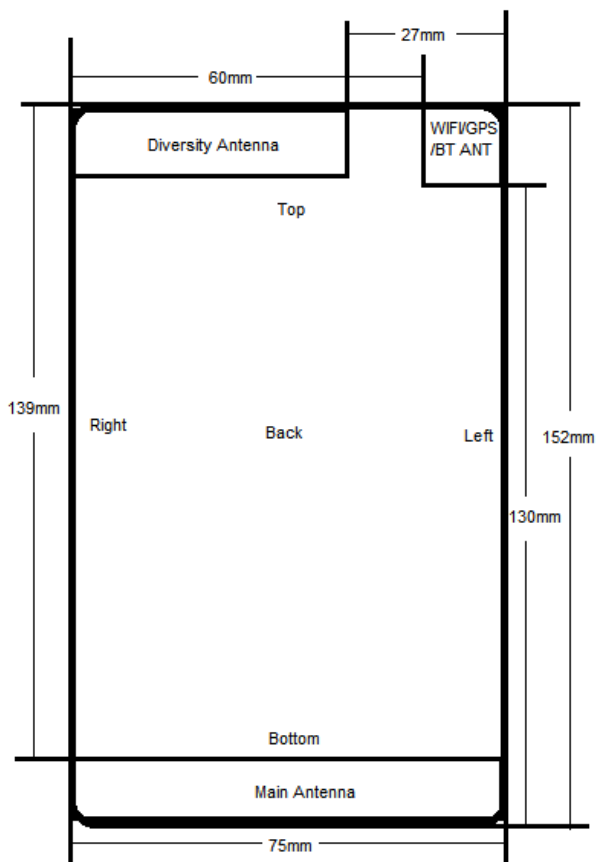 27mm
60mm
Diversity Antenna
WIFI/GPS
/BT ANT
Top
139mm
Right
Back
Left
152mm
130mm
Bottom
Main Antenna
75mm